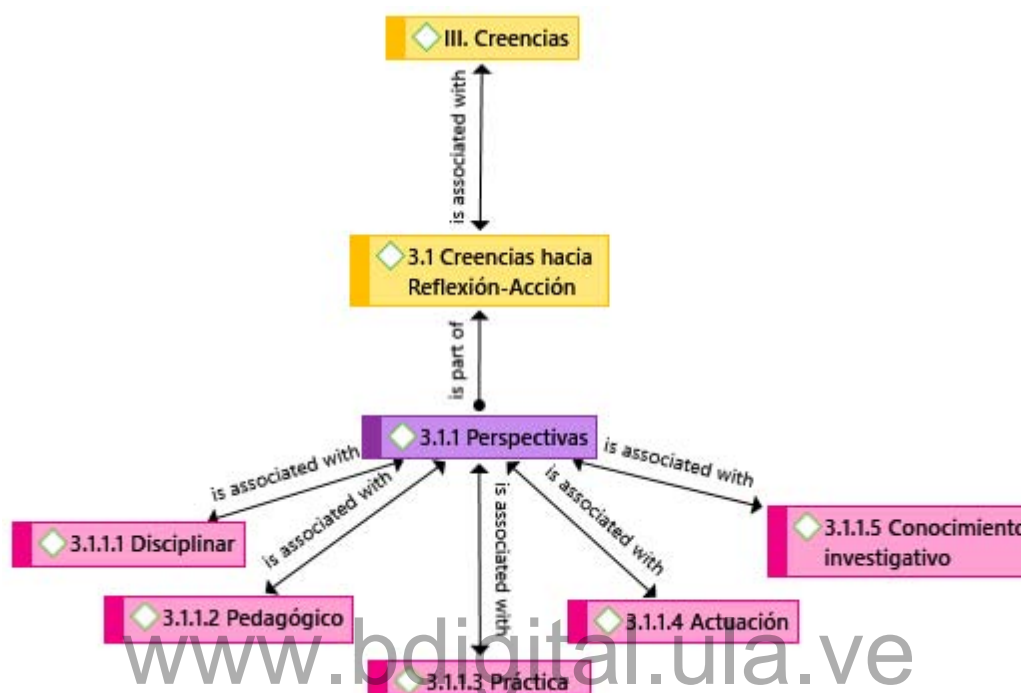 III. Creencias
is associated with
3.1 Creencias hacia
Reflexión-Acción
is part of
3.1.1 Perspectivas
is associated with
is associated with
is associated with
is associated with
is associated with
3.1.1.1 Disciplinar
3.1.1.5 Conocimiento
investigativo
3.1.1.2 Pedagógico
3.1.1.4 Actuación
www.bdigital.ula.ve
3.1.1.3 Práctica